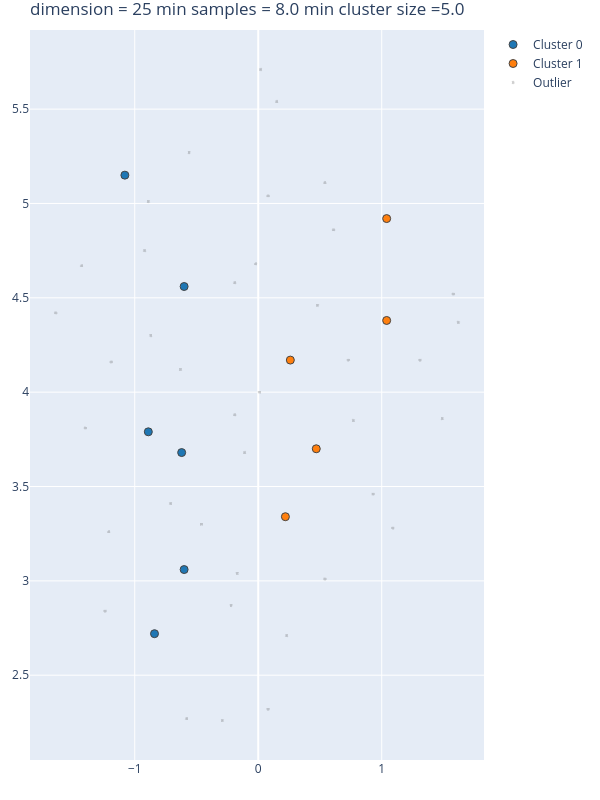 dimension = 25 min samples = 8.0 min cluster size =5.0
Cluster 0
Cluster 1
Outlier
5.5
5
4.5
4
3.5
3
2.5
−1
0
1